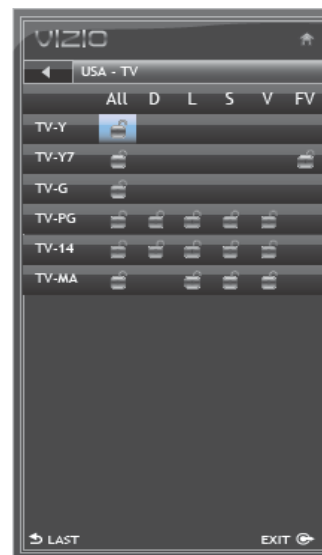 VIZIO
USA - TV
All D L S V FV
TV-Y
TV-Y7
TV-G
TV-PG
TV-14
TV-MA
LAST EXIT